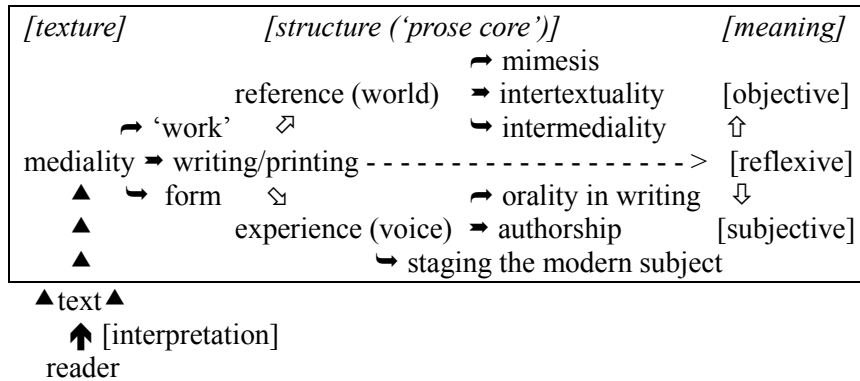 [texture] [structure (‘prose core’)] [meaning]
➦ mimesis
reference (world) ➡ intertextuality [objective]
➦ ‘work’ ⬀ ➥ intermediality ⇧
mediality ➡ writing/printing - - - - - - - - - - - - - - - - - - - - > [reflexive]
▲ ➥ form ⬂ ➦ orality in writing ⇩
▲ experience (voice) ➡ authorship [subjective]
▲ ➥ staging the modern subject
▲text▲
🡅 [interpretation]
reader